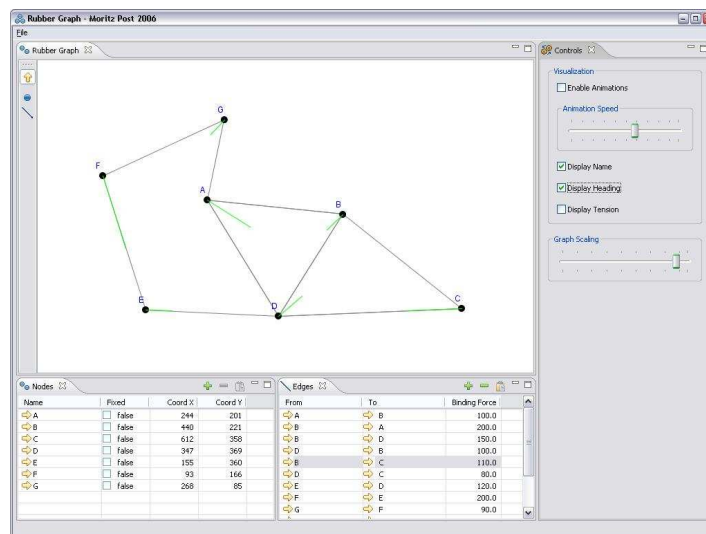 Rubber Graph - Moritz Post 2006
File
Rubber Graph
Controls
Visualization
Enable Animations
Animation Speed
Display Name
Display Heading
Display Tension
Graph Scaling
G
F
A
B
E
D
C
Nodes
Name Fixed Coord X Coord Y
A false 244 201
B false 440 221
C false 612 358
D false 347 369
E false 155 360
F false 93 166
G false 268 85
Edges
From To Binding Force
A B 100.0
B A 200.0
B D 150.0
D B 100.0
B C 110.0
D C 80.0
E D 120.0
F E 200.0
G F 90.0